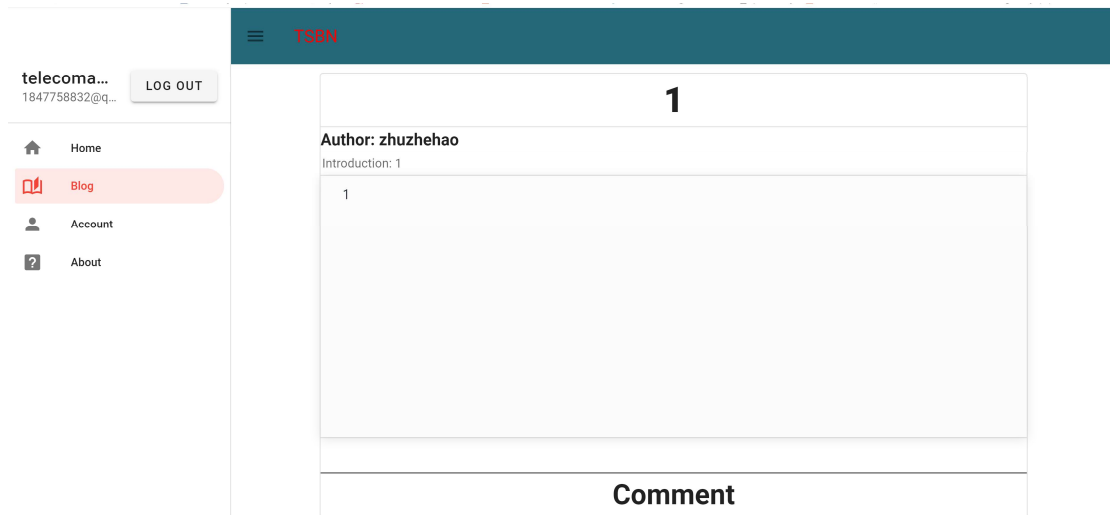 TSBN
telecoma...
1847758832@q...
LOG OUT
Home
Blog
Account
About
1
Author: zhuzhehao
Introduction: 1
1
Comment